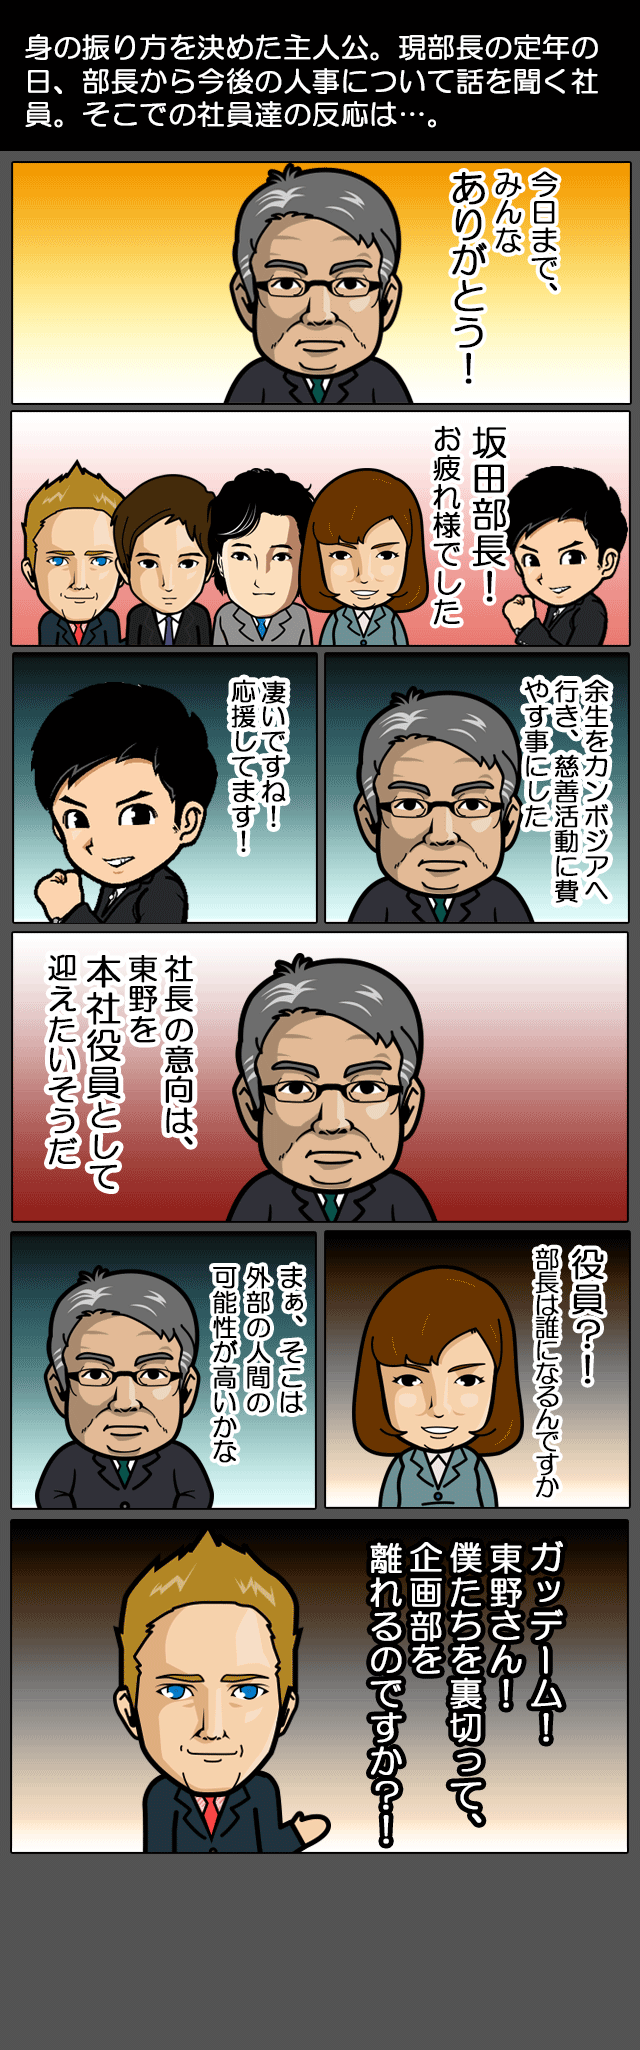 身の振り方を決めた主人公。現部長の定年の
日、部長から今後の人事について話を聞く社
員。そこでの社員達の反応は…。
今日まで、
みんな
ありがとう！
坂田部長！
お疲れ様でした
余生をカンボジアへ
行き、慈善活動に費
やす事にした
凄いですね！
応援してます！
社長の意向は、
東野を
本社役員として
迎えたいそうだ
役員？！
部長は誰になるんですか
まぁ、そこは
外部の人間の
可能性が高いかな
ガッデーム！
東野さん！
僕たちを裏切って、
企画部を
離れるのですか？！